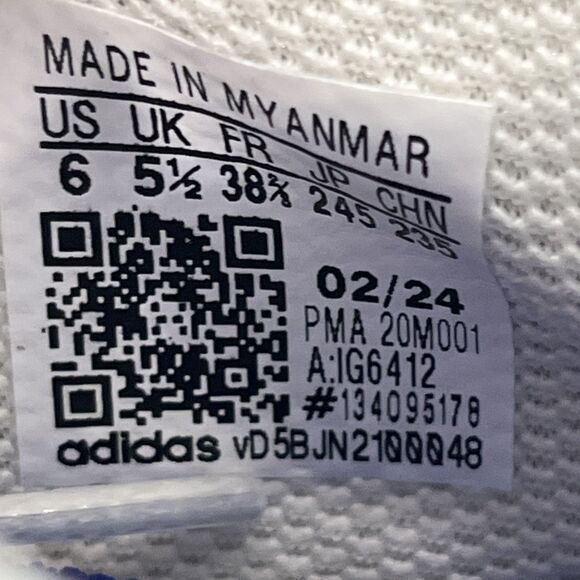 MADE IN MYANMAR
US UK FR JP CHN
6 5½ 38⅔ 245 235
02/24
PMA 20M001
A:IG6412
#134095178
adidas vD5BJN2100048